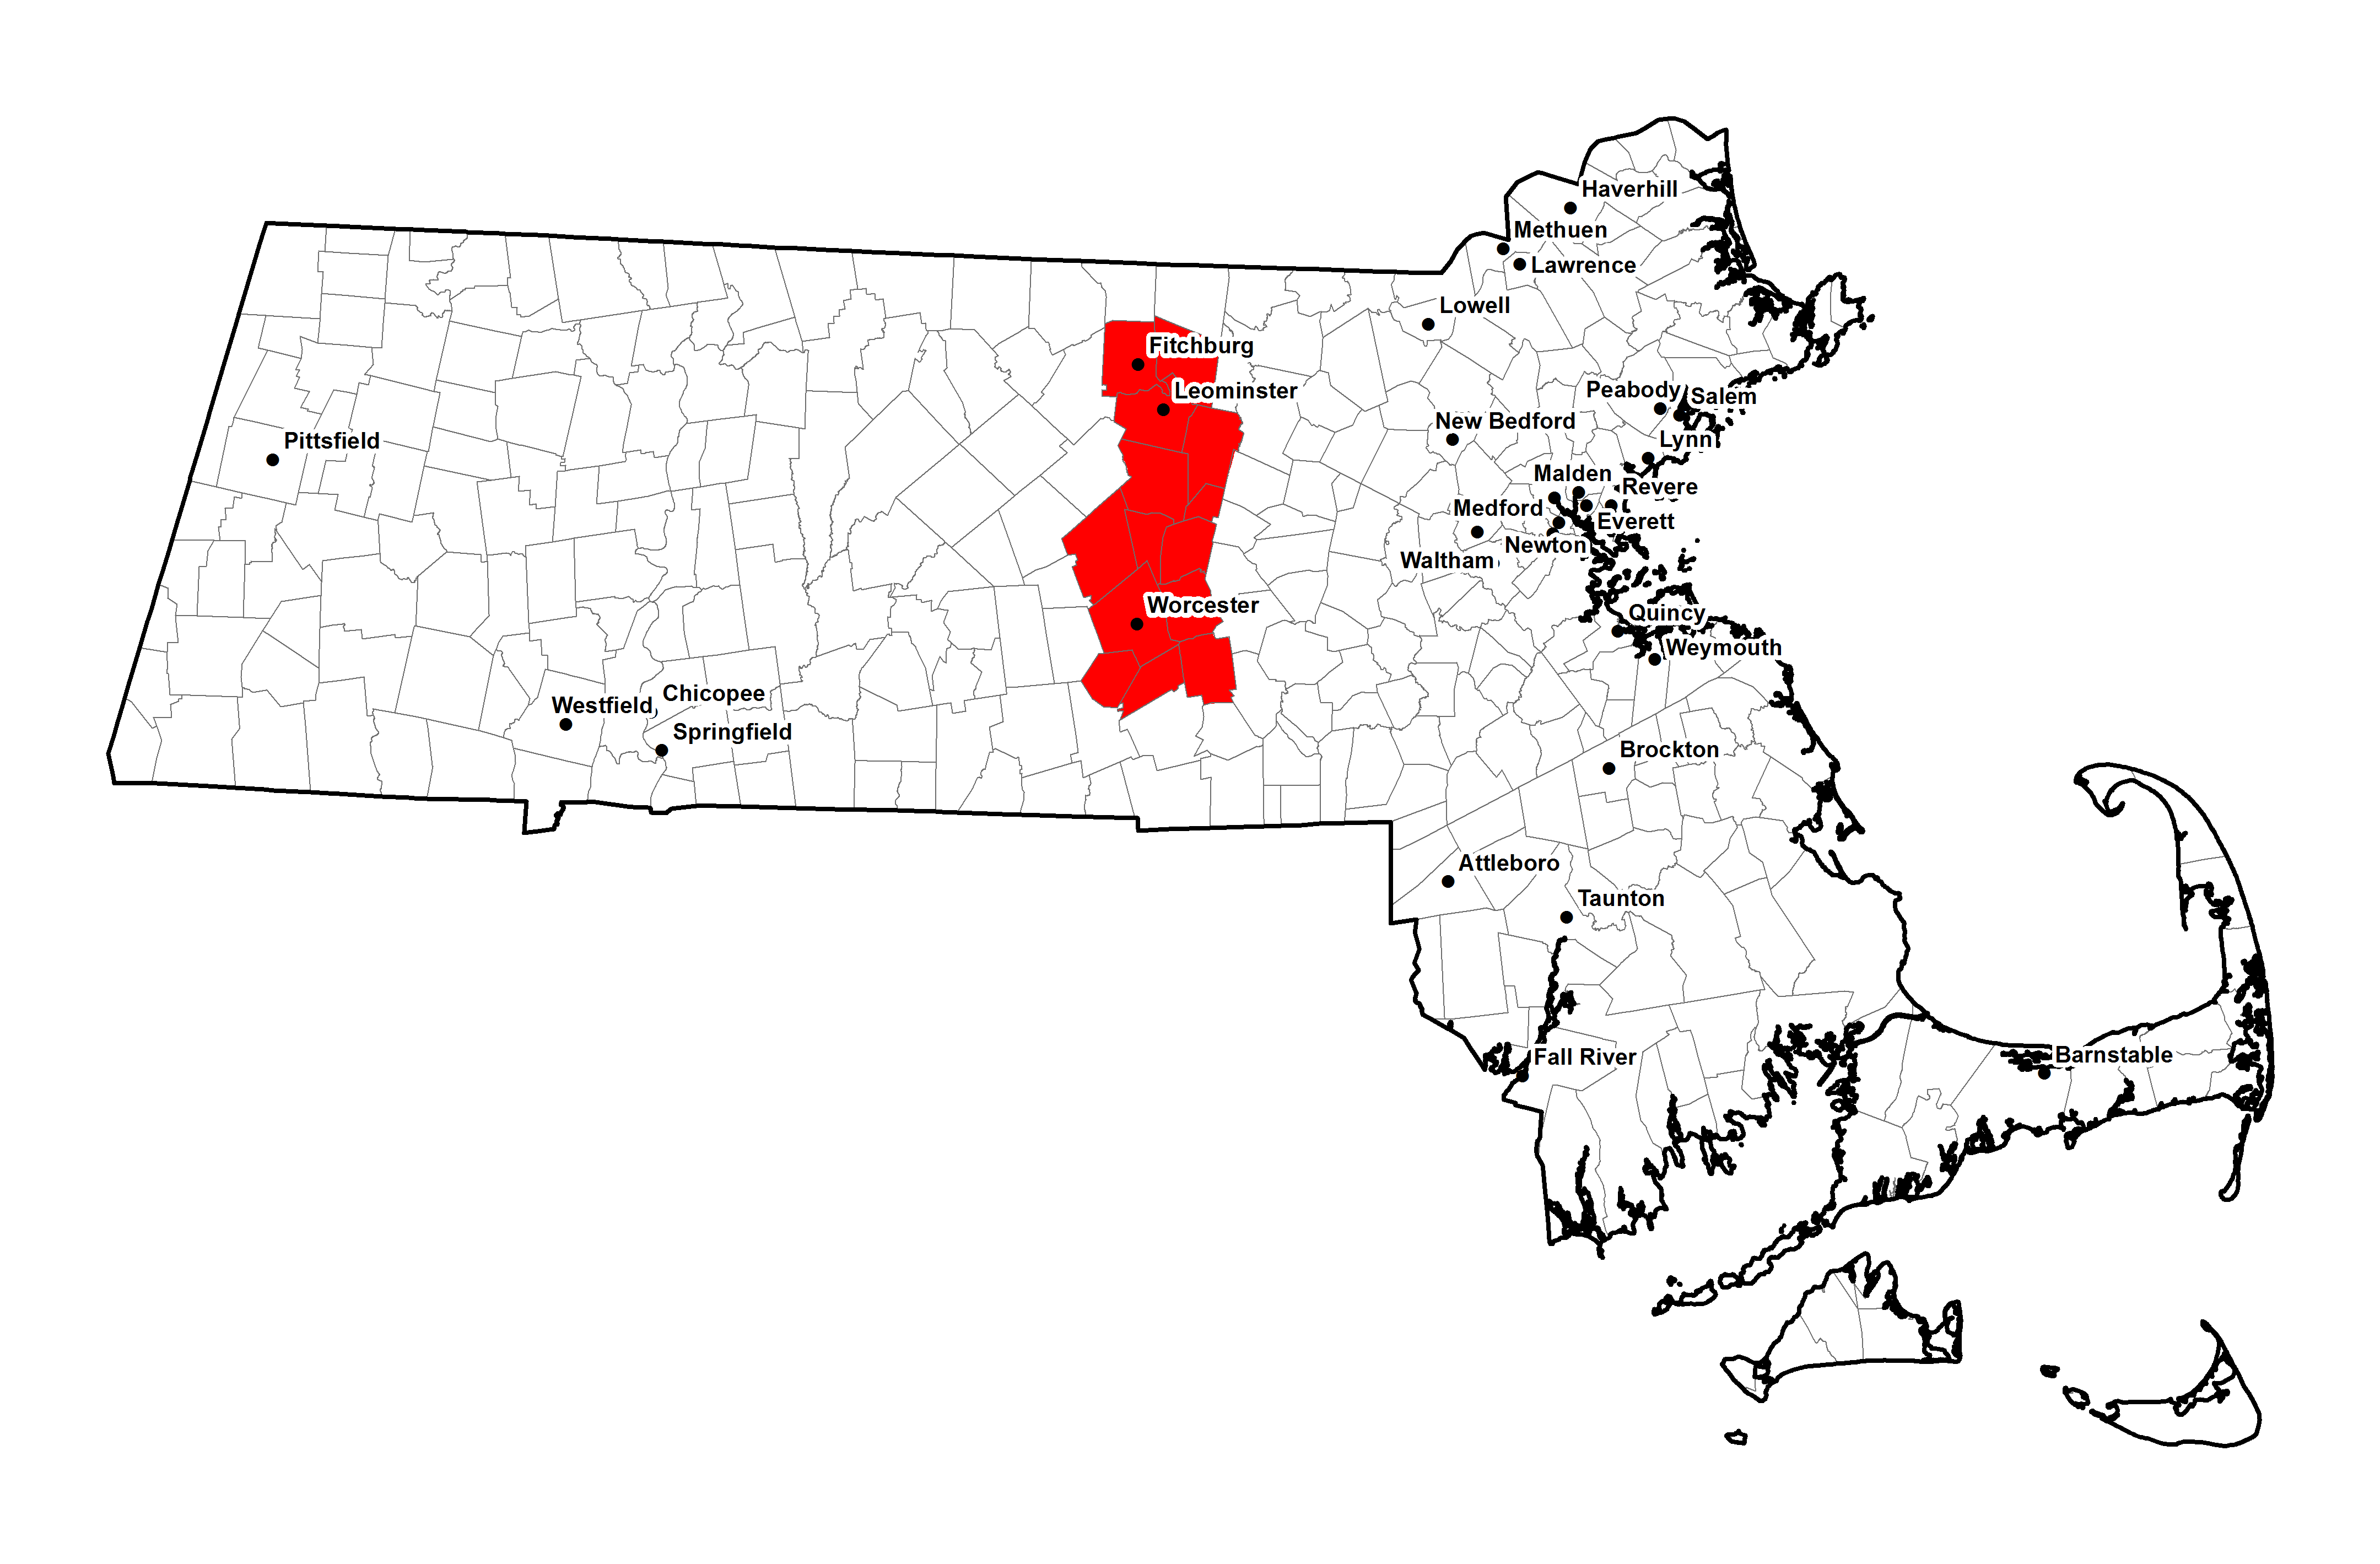 Haverhill
Methuen
Lawrence
Lowell
Fitchburg
Leominster
Peabody
Salem
New Bedford
Lynn
Pittsfield
Malden
Revere
Medford
Everett
Newton
Waltham
Worcester
Quincy
Weymouth
Chicopee
Westfield
Springfield
Brockton
Attleboro
Taunton
Fall River
Barnstable